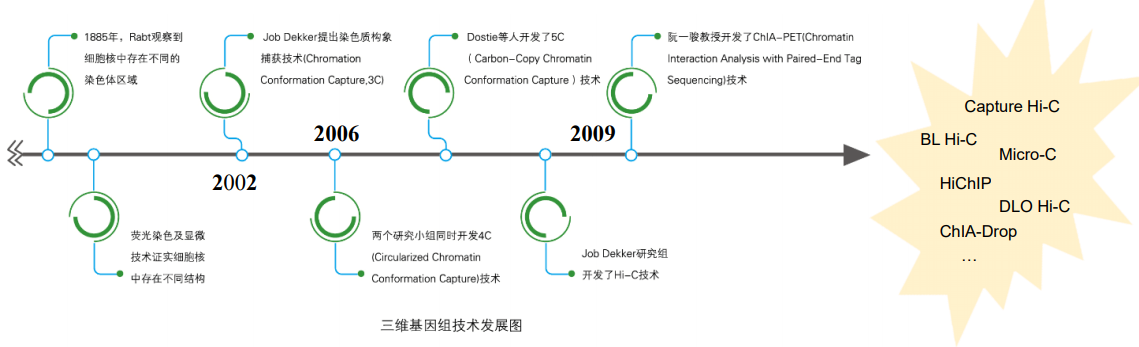 1885年，Rabt观察到
细胞核中存在不同的
染色体区域
Job Dekker提出染色质构象
捕获技术(Chromation
Conformation Capture,3C)
Dostie等人开发了5C
（Carbon-Copy Chromatin
Conformation Capture ）技术
阮一骏教授开发了ChIA-PET(Chromatin
Interaction Analysis with Paired-End Tag
Sequencing)技术
2002
2006
2009
荧光染色及显微
技术证实细胞核
中存在不同结构
两个研究小组同时开发4C
(Circularized Chromatin
Conformation Capture)技术
Job Dekker研究组
开发了Hi-C技术
Capture Hi-C
BL Hi-C
Micro-C
HiChIP
DLO Hi-C
ChIA-Drop
…
三维基因组技术发展图